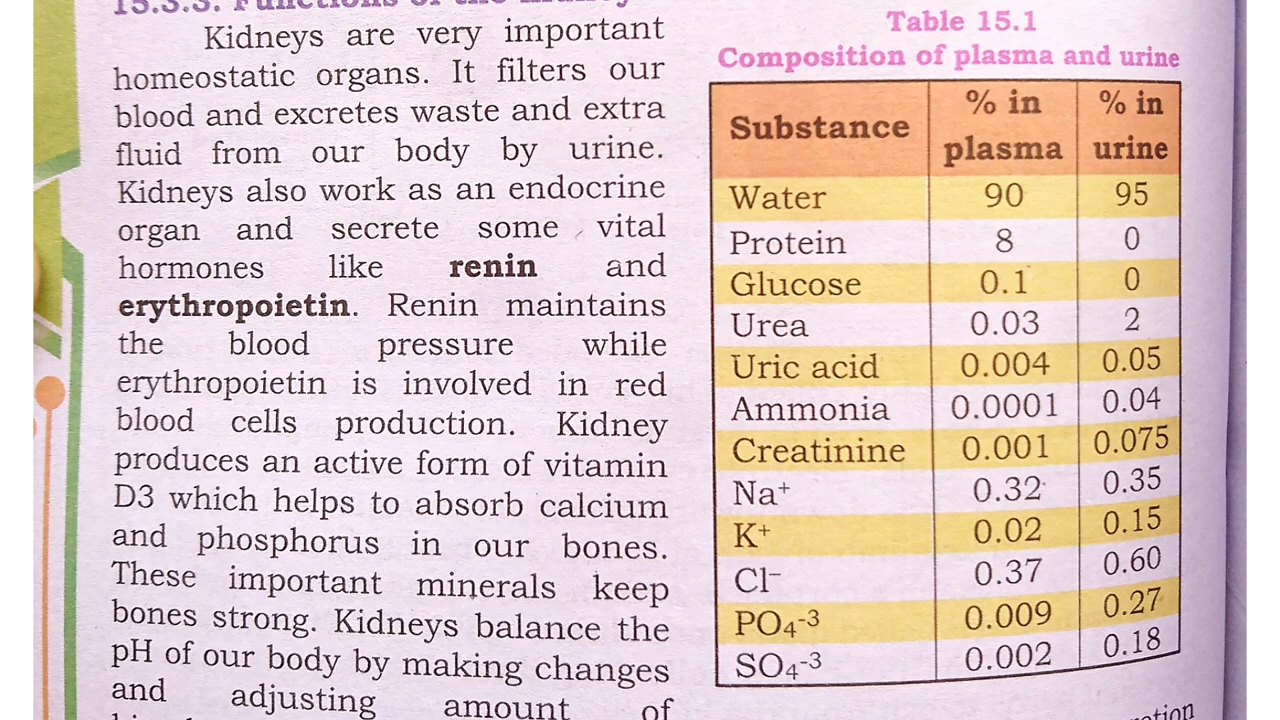 15.3.3. Functions of the kidney
Kidneys are very important
homeostatic organs. It filters our
blood and excretes waste and extra
fluid from our body by urine.
Kidneys also work as an endocrine
organ and secrete some vital
hormones like renin and
erythropoietin. Renin maintains
the blood pressure while
erythropoietin is involved in red
blood cells production. Kidney
produces an active form of vitamin
D3 which helps to absorb calcium
and phosphorus in our bones.
These important minerals keep
bones strong. Kidneys balance the
pH of our body by making changes
and adjusting amount of
Table 15.1
Composition of plasma and urine
Substance % in plasma % in urine
Water 90 95
Protein 8 0
Glucose 0.1 0
Urea 0.03 2
Uric acid 0.004 0.05
Ammonia 0.0001 0.04
Creatinine 0.001 0.075
Na⁺ 0.32 0.35
K⁺ 0.02 0.15
Cl⁻ 0.37 0.60
PO₄⁻³ 0.009 0.27
SO₄⁻³ 0.002 0.18